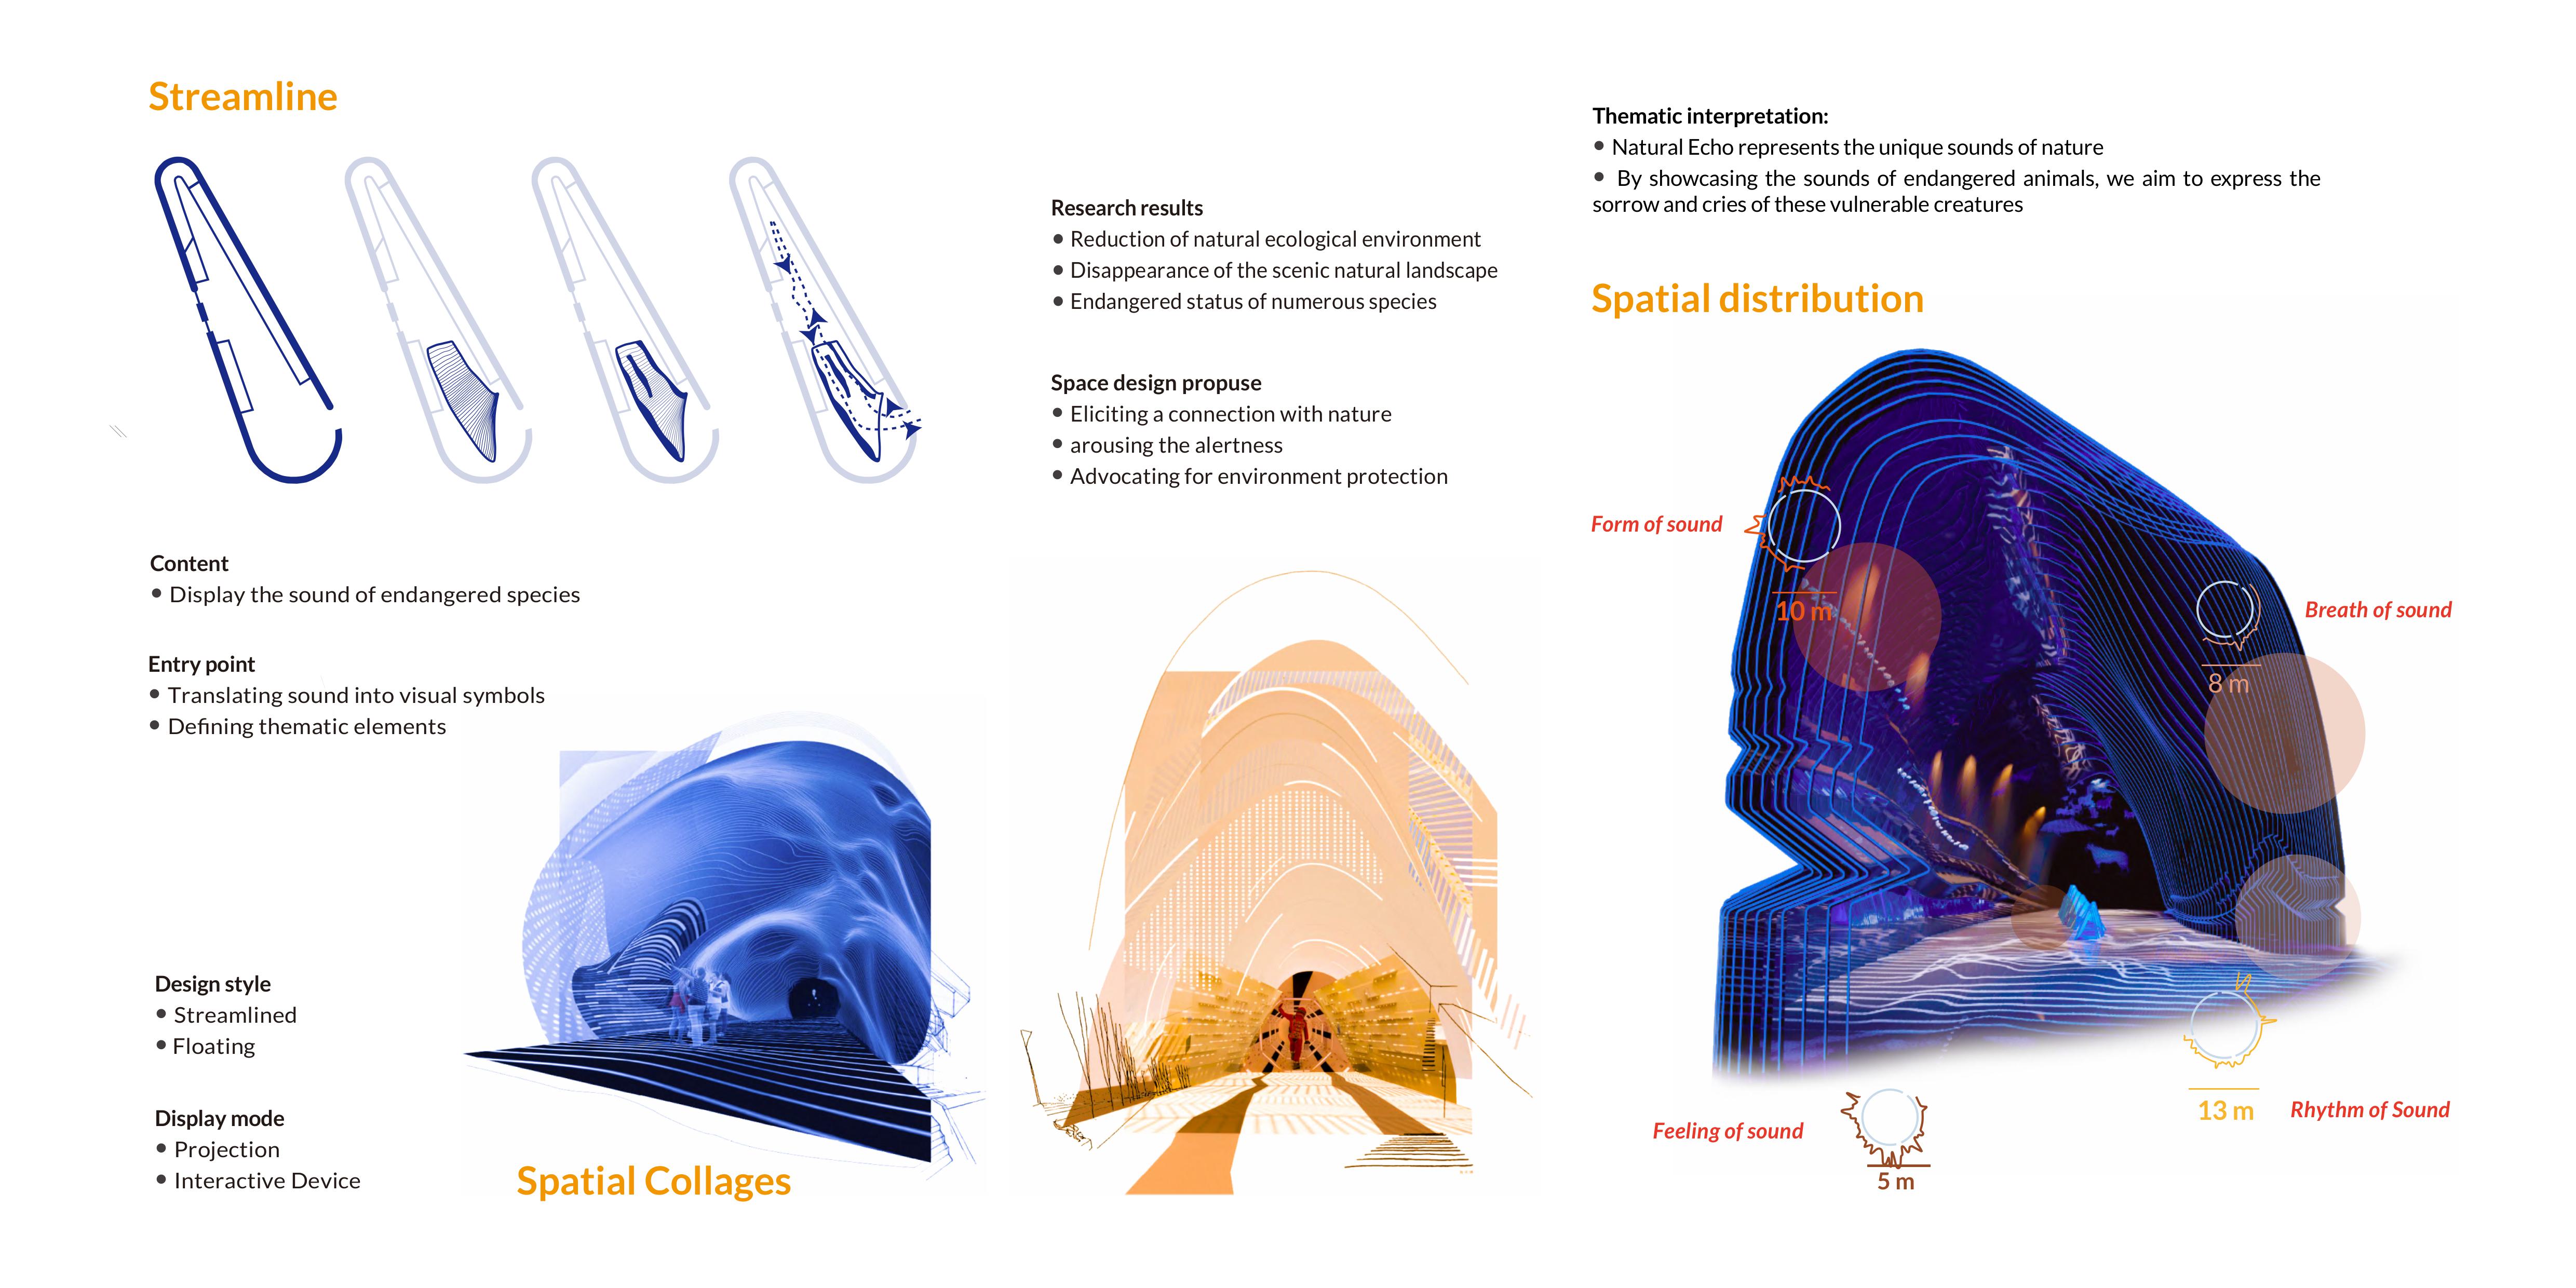 Streamline
Content
• Display the sound of endangered species
Entry point
• Translating sound into visual symbols
• Defining thematic elements
Design style
• Streamlined
• Floating
Display mode
• Projection
• Interactive Device
Spatial Collages
Research results
• Reduction of natural ecological environment
• Disappearance of the scenic natural landscape
• Endangered status of numerous species
Space design propuse
• Eliciting a connection with nature
• arousing the alertness
• Advocating for environment protection
Thematic interpretation:
• Natural Echo represents the unique sounds of nature
• By showcasing the sounds of endangered animals, we aim to express the
sorrow and cries of these vulnerable creatures
Spatial distribution
Form of sound
10 m
Breath of sound
8 m
Feeling of sound
5 m
13 m
Rhythm of Sound